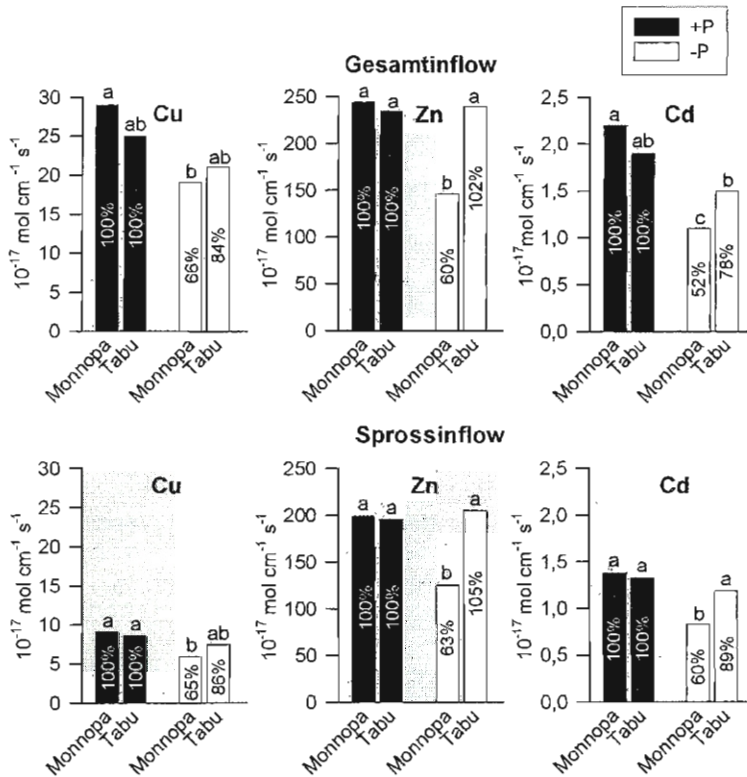 +P
-P
Gesamtinflow
Cu
Zn
Cd
10⁻¹⁷ mol cm⁻¹ s⁻¹
30
25
20
15
10
5
0
a
ab
b
ab
100%
100%
66%
84%
Monnopa
Tabu
Monnopa
Tabu
10⁻¹⁷ mol cm⁻¹ s⁻¹
250
200
150
100
50
0
a
a
b
a
100%
100%
60%
102%
Monnopa
Tabu
Monnopa
Tabu
10⁻¹⁷ mol cm⁻¹ s⁻¹
2,5
2,0
1,5
1,0
0,5
0,0
a
ab
c
b
100%
100%
52%
78%
Monnopa
Tabu
Monnopa
Tabu
Sprossinflow
Cu
Zn
Cd
10⁻¹⁷ mol cm⁻¹ s⁻¹
30
25
20
15
10
5
0
a
a
b
ab
100%
100%
65%
86%
Monnopa
Tabu
Monnopa
Tabu
10⁻¹⁷ mol cm⁻¹ s⁻¹
250
200
150
100
50
0
a
a
b
a
100%
100%
63%
105%
Monnopa
Tabu
Monnopa
Tabu
10⁻¹⁷ mol cm⁻¹ s⁻¹
2,5
2,0
1,5
1,0
0,5
0,0
a
a
b
a
100%
100%
60%
89%
Monnopa
Tabu
Monnopa
Tabu